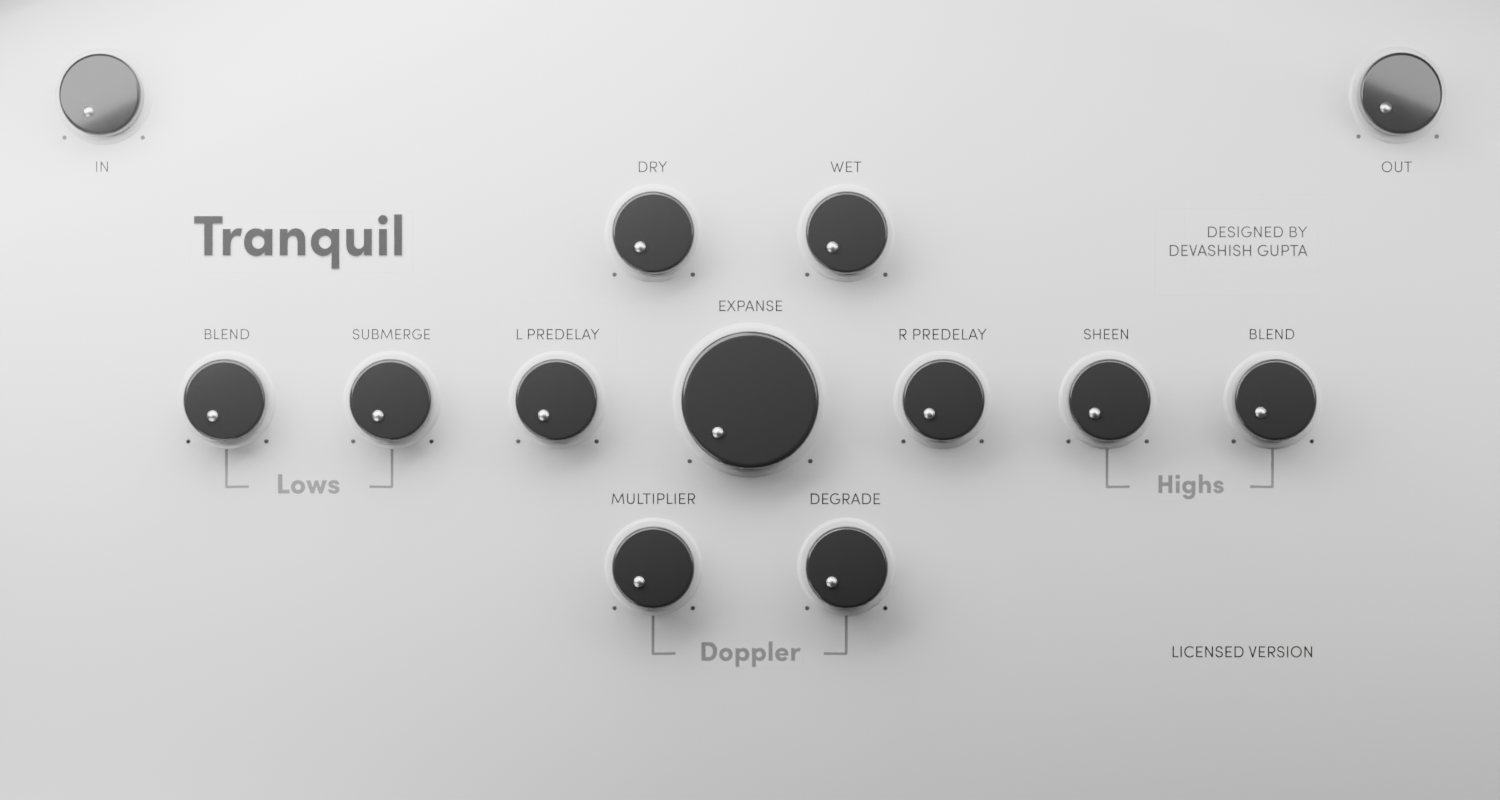 IN
OUT
DRY
WET
Tranquil
DESIGNED BY
DEVASHISH GUPTA
EXPANSE
BLEND
SUBMERGE
L PREDELAY
R PREDELAY
SHEEN
BLEND
Lows
Highs
MULTIPLIER
DEGRADE
Doppler
LICENSED VERSION